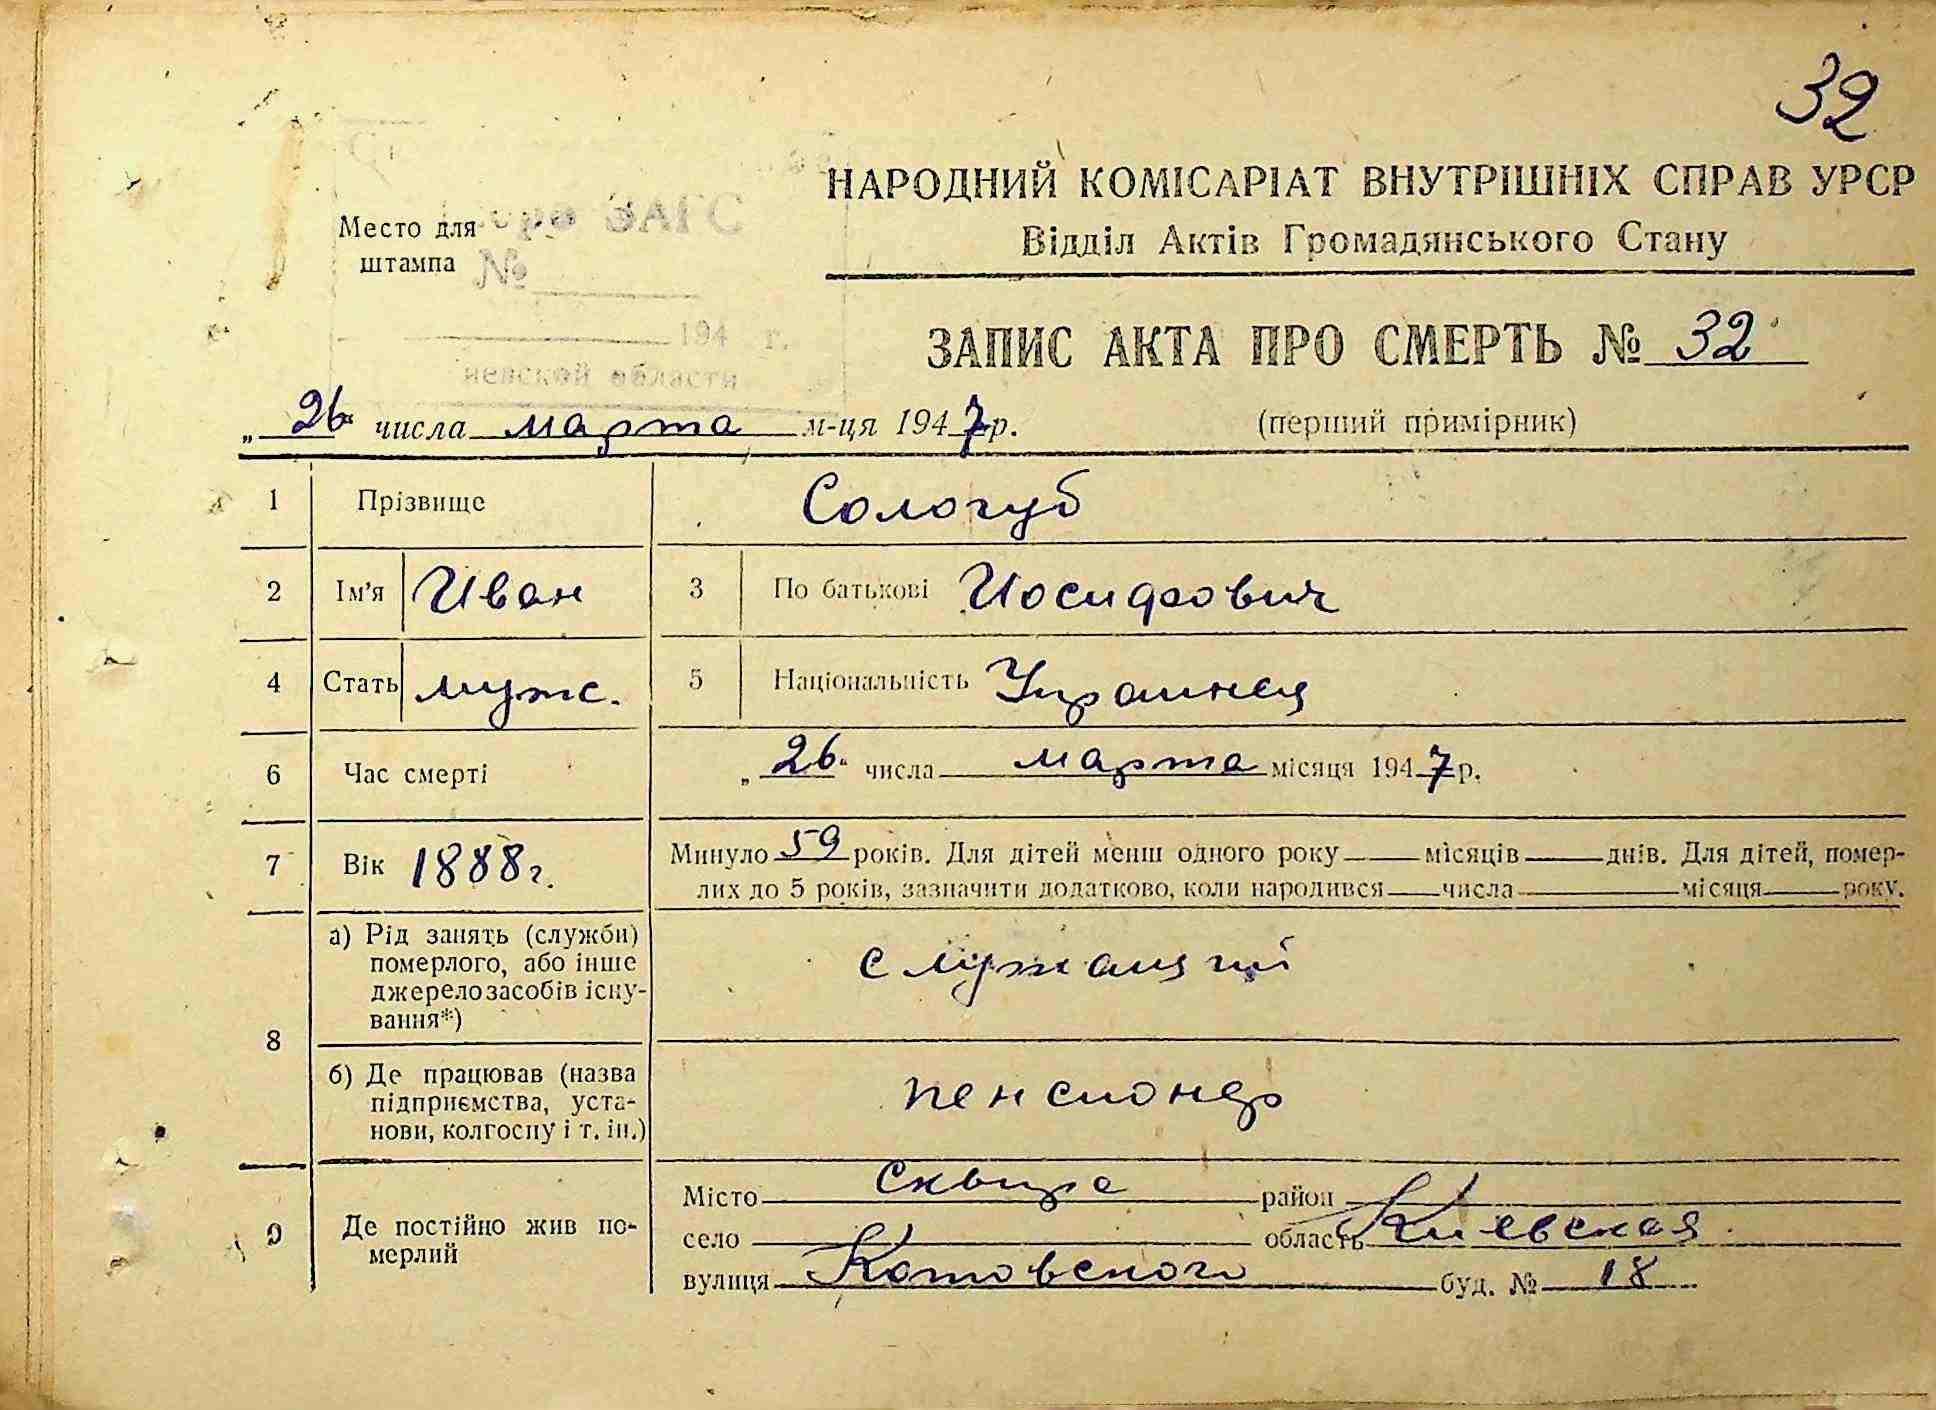 32
НАРОДНИЙ КОМІСАРІАТ ВНУТРІШНІХ СПРАВ УРСР
Відділ Актів Громадянського Стану
Место для
штампа
ЗАГС
№
194 г.
области
ЗАПИС АКТА ПРО СМЕРТЬ № 32
„26“ числа марта м-ця 1947 р.
(перший примірник)
1 Прізвище Сологуб
2 Ім'я Иван 3 По батькові Иосифович
4 Стать муж. 5 Національність
6 Час смерті „26“ числа марта місяця 1947 р.
7 Вік 1888 г. Минуло 59 років. Для дітей менш одного року — місяців — днів. Для дітей, помер-
лих до 5 років, зазначити додатково, коли народився — числа — місяця — року.
8 а) Рід занять (служби)
померлого, або інше
джерело засобів існу-
вання*)
служащий
б) Де працював (назва
підприємства, уста-
нови, колгоспу і т. ін.)
пенсионер
9 Де постійно жив по-
мерлий
Місто Сквира район —
село — область Киевская
вулиця Котовского буд. № 18